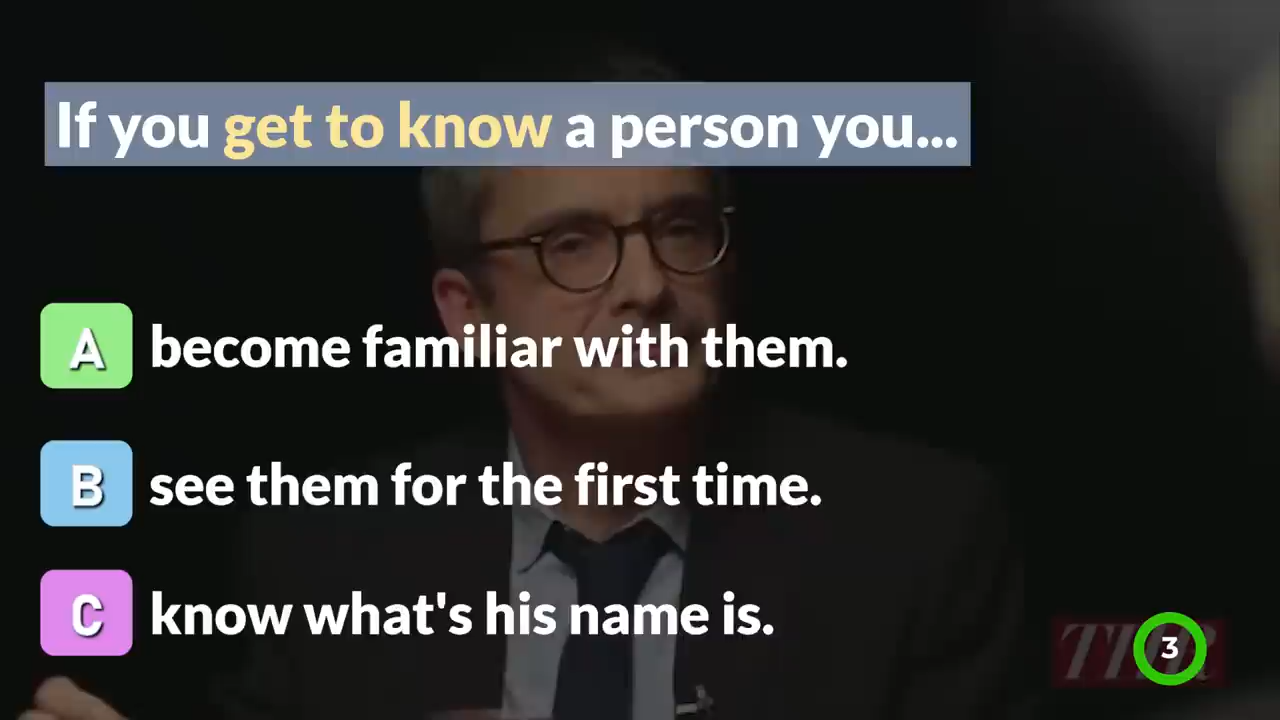 If you get to know a person you...
A become familiar with them.
B see them for the first time.
C know what's his name is.
THR
3